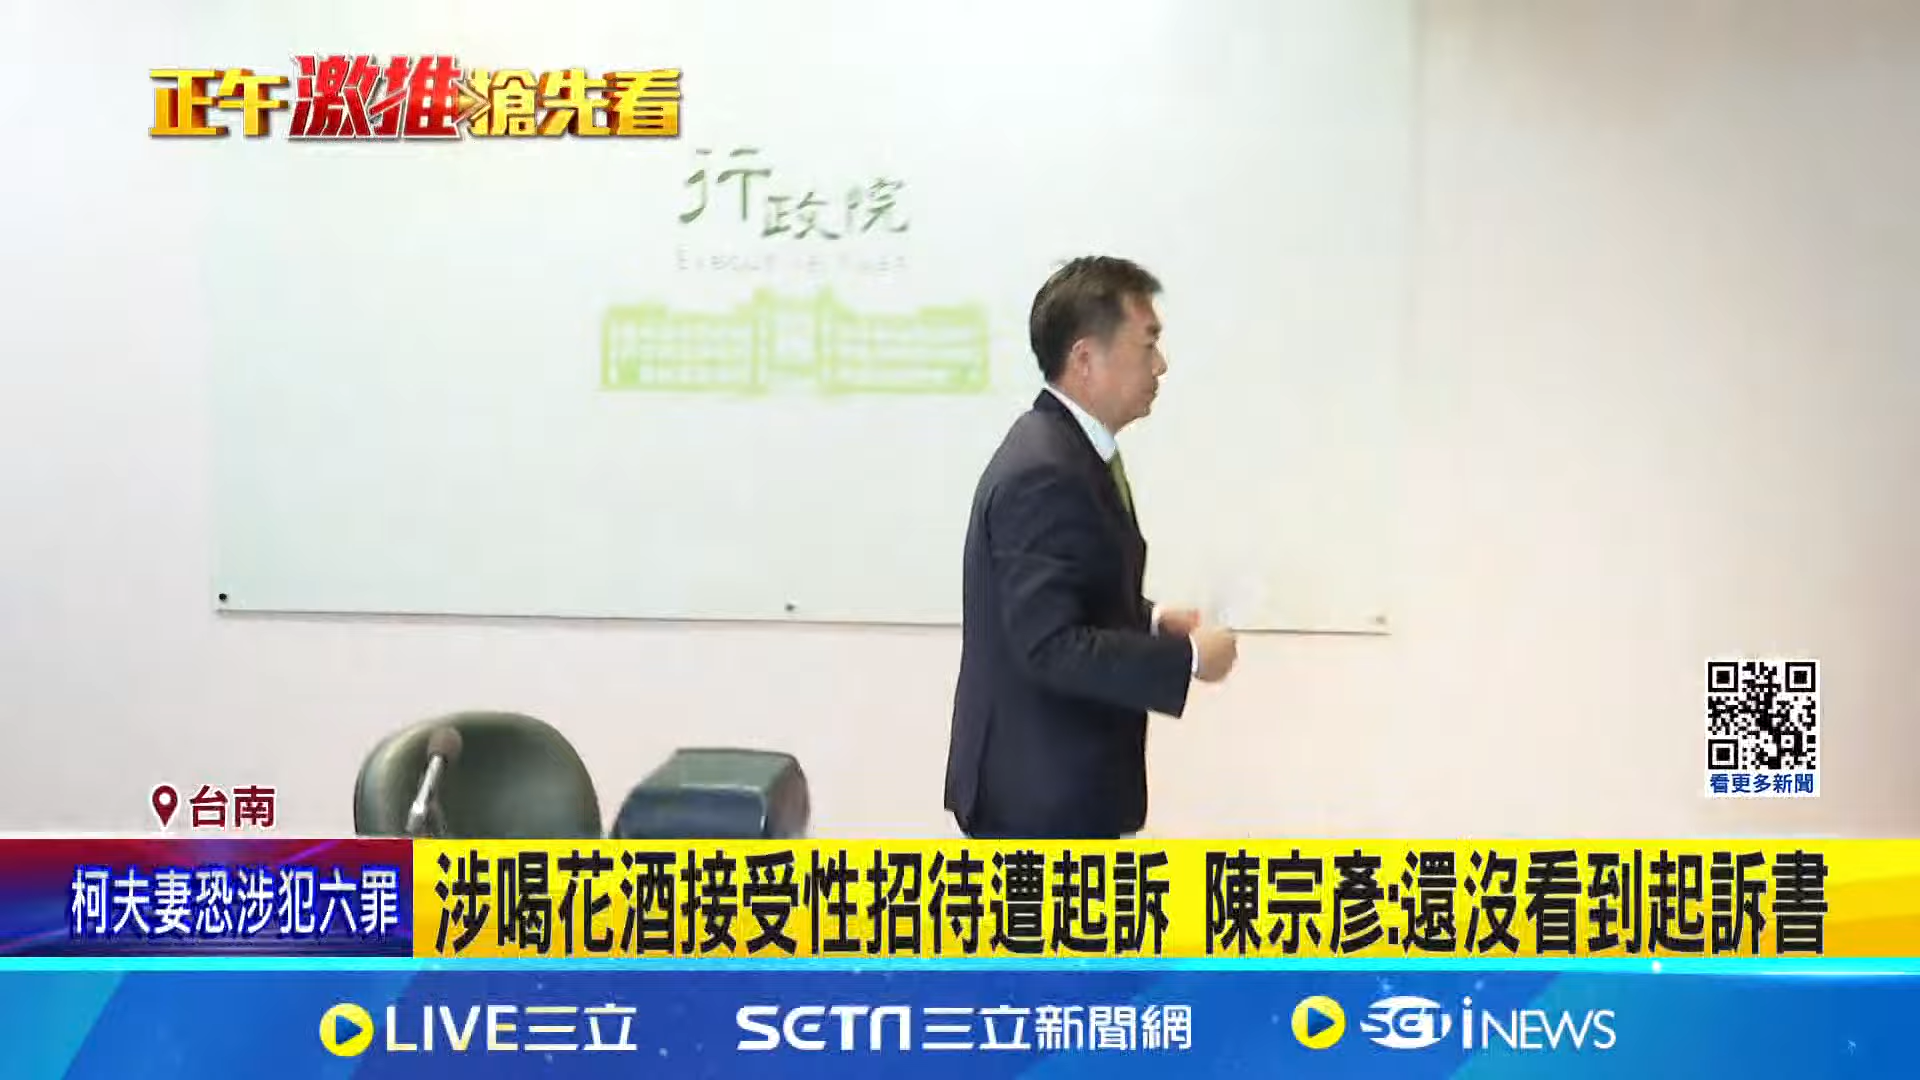 正午激推搶先看
行政院
看更多新聞
台南
柯夫妻恐涉犯六罪
涉喝花酒接受性招待遭起訴 陳宗彥:還沒看到起訴書
LIVE三立 SETN三立新聞網 SET iNEWS